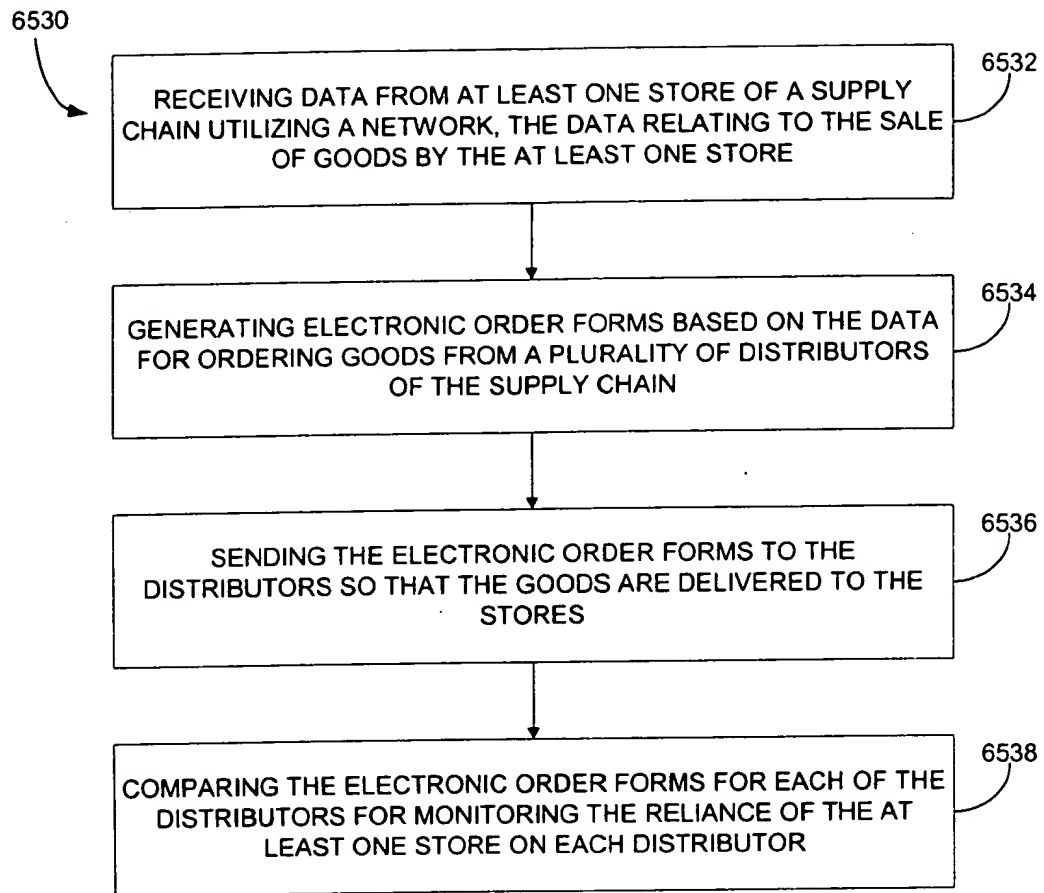 6530
6532
RECEIVING DATA FROM AT LEAST ONE STORE OF A SUPPLY
CHAIN UTILIZING A NETWORK, THE DATA RELATING TO THE SALE
OF GOODS BY THE AT LEAST ONE STORE
6534
GENERATING ELECTRONIC ORDER FORMS BASED ON THE DATA
FOR ORDERING GOODS FROM A PLURALITY OF DISTRIBUTORS
OF THE SUPPLY CHAIN
6536
SENDING THE ELECTRONIC ORDER FORMS TO THE
DISTRIBUTORS SO THAT THE GOODS ARE DELIVERED TO THE
STORES
6538
COMPARING THE ELECTRONIC ORDER FORMS FOR EACH OF THE
DISTRIBUTORS FOR MONITORING THE RELIANCE OF THE AT
LEAST ONE STORE ON EACH DISTRIBUTOR